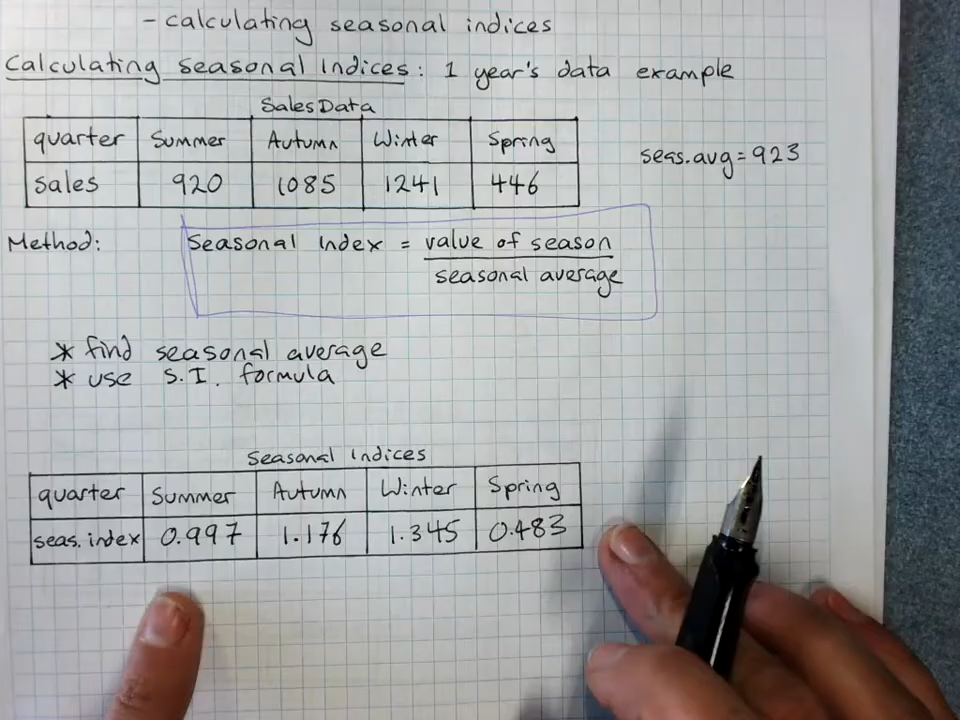 - calculating seasonal indices
Calculating seasonal indices: 1 year's data example
Sales Data
quarter Summer Autumn Winter Spring
sales 920 1085 1241 446
seas.avg = 923
Method: Seasonal Index = value of season
seasonal average
* find seasonal average
* use S.I. formula
Seasonal Indices
quarter Summer Autumn Winter Spring
seas. index 0.997 1.176 1.345 0.483